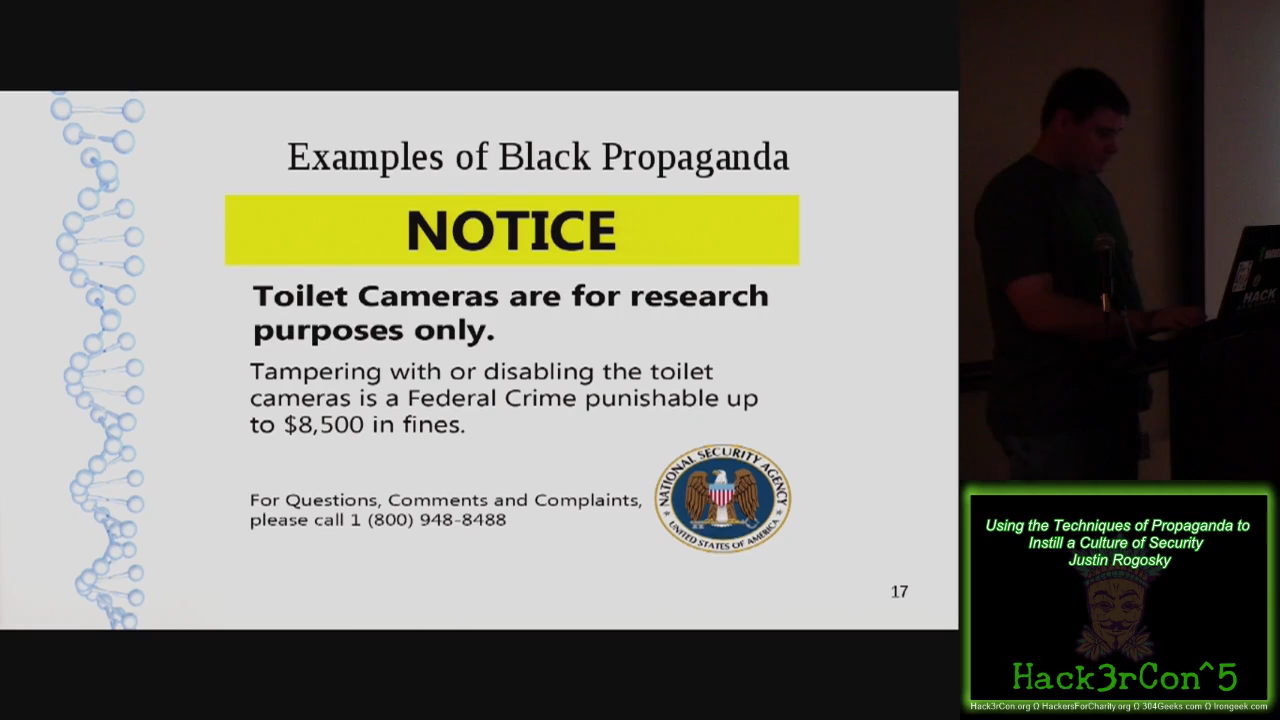 Examples of Black Propaganda
NOTICE
Toilet Cameras are for research
purposes only.
Tampering with or disabling the toilet
cameras is a Federal Crime punishable up
to $8,500 in fines.
For Questions, Comments and Complaints,
please call 1 (800) 948-8488
NATIONAL SECURITY AGENCY
UNITED STATES OF AMERICA
17
HACK
Using the Techniques of Propaganda to
Instill a Culture of Security
Justin Rogosky
Hack3rCon^5
Hack3rCon.org Ω HackersForCharity.org Ω 304Geeks.com Ω Irongeek.com